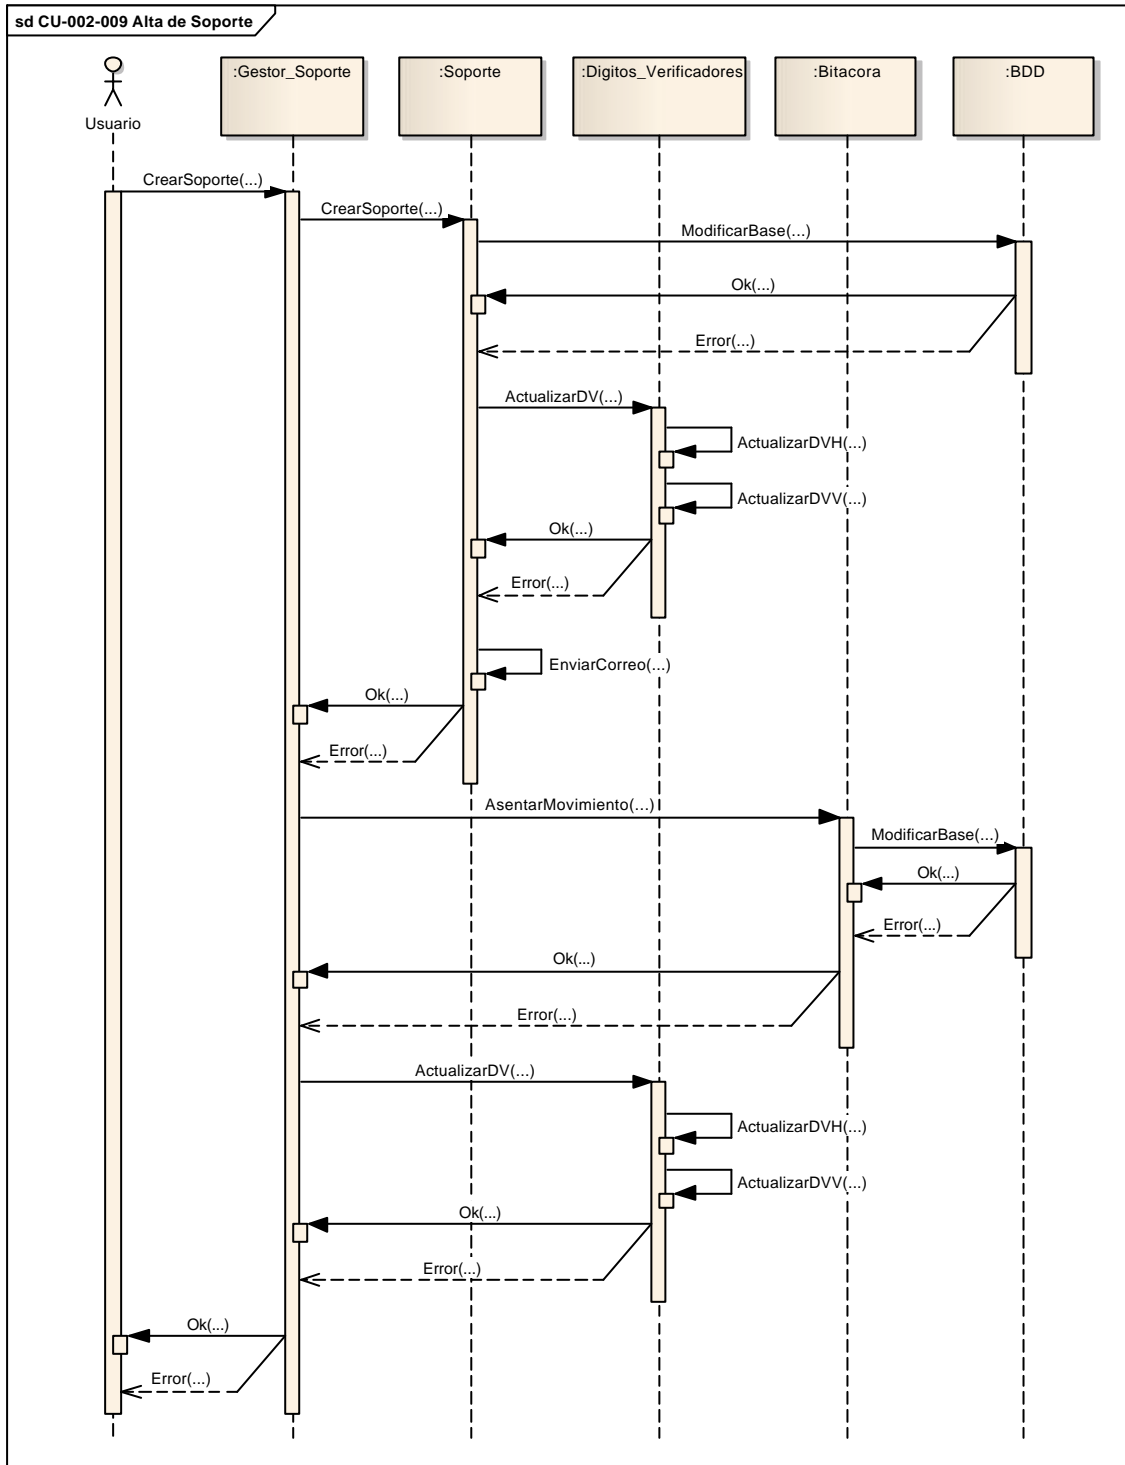 sd CU-002-009 Alta de Soporte
:Gestor_Soporte
:Soporte
:Digitos_Verificadores
:Bitacora
:BDD
Usuario
CrearSoporte(...)
CrearSoporte(...)
ModificarBase(...)
Ok(...)
Error(...)
ActualizarDV(...)
ActualizarDVH(...)
ActualizarDVV(...)
Ok(...)
Error(...)
EnviarCorreo(...)
Ok(...)
Error(...)
AsentarMovimiento(...)
ModificarBase(...)
Ok(...)
Error(...)
Ok(...)
Error(...)
ActualizarDV(...)
ActualizarDVH(...)
ActualizarDVV(...)
Ok(...)
Error(...)
Ok(...)
Error(...)